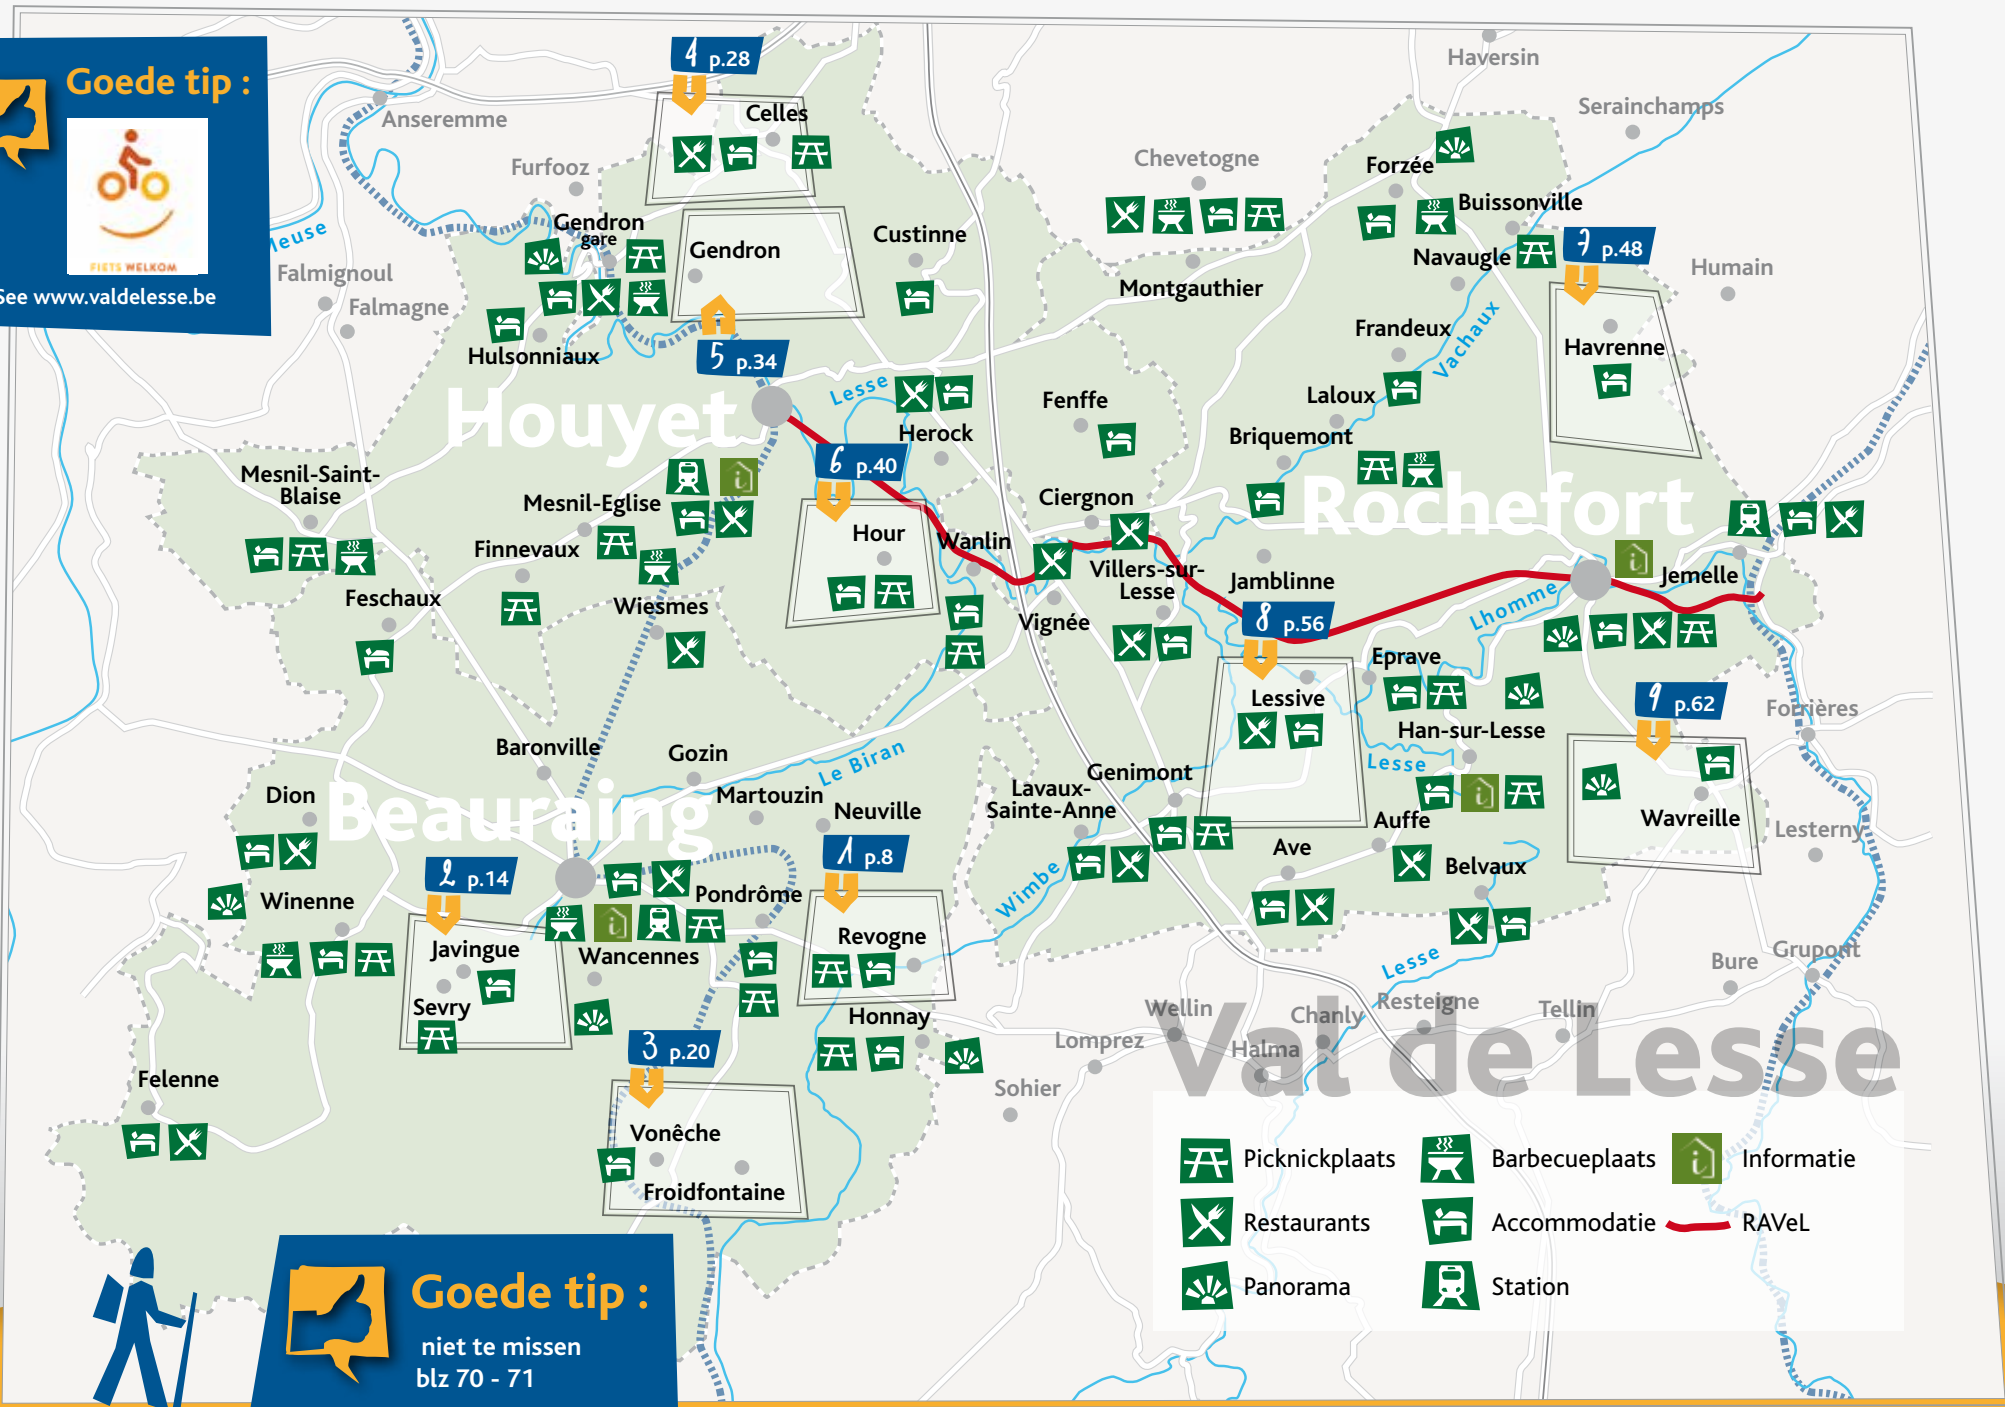 Goede tip :
FIETS WELKOM
See www.valdelesse.be
4 p.28
Celles
Anseremme
Furfooz
Meuse
Falmignoul
Falmagne
Gendron
gare
Gendron
Custinne
Hulsonniaux
5 p.34
Houyet
Lesse
Herock
6 p.40
Hour
Wanlin
Mesnil-Saint-
Blaise
Mesnil-Eglise
Finnevaux
Feschaux
Wiesmes
Haversin
Serainchamps
Chevetogne
Forzée
Buissonville
Navaugle
7 p.48
Humain
Montgauthier
Frandeux
Vachaux
Havrenne
Laloux
Fenffe
Briquemont
Rochefort
Ciergnon
Villers-sur-
Lesse
Vignée
Jamblinne
8 p.56
Lhomme
Jemelle
Eprave
Lessive
Han-sur-Lesse
Lesse
9 p.62
Forrières
Wavreille
Lesterny
Baronville
Gozin
Le Biran
Martouzin
Neuville
Dion
Beauraing
Lavaux-
Sainte-Anne
Genimont
Auffe
Ave
Belvaux
1 p.8
2 p.14
Wimbe
Winenne
Pondrôme
Javingue
Wancennes
Revogne
Sevry
Honnay
3 p.20
Felenne
Vonêche
Froidfontaine
Lesse
Bure
Grupont
Wellin
Chanly
Resteigne
Tellin
Lomprez
Halma
Sohier
Val de Lesse
Picknickplaats
Barbecueplaats
Informatie
Restaurants
Accommodatie
RAVeL
Panorama
Station
Goede tip :
niet te missen
blz 70 - 71